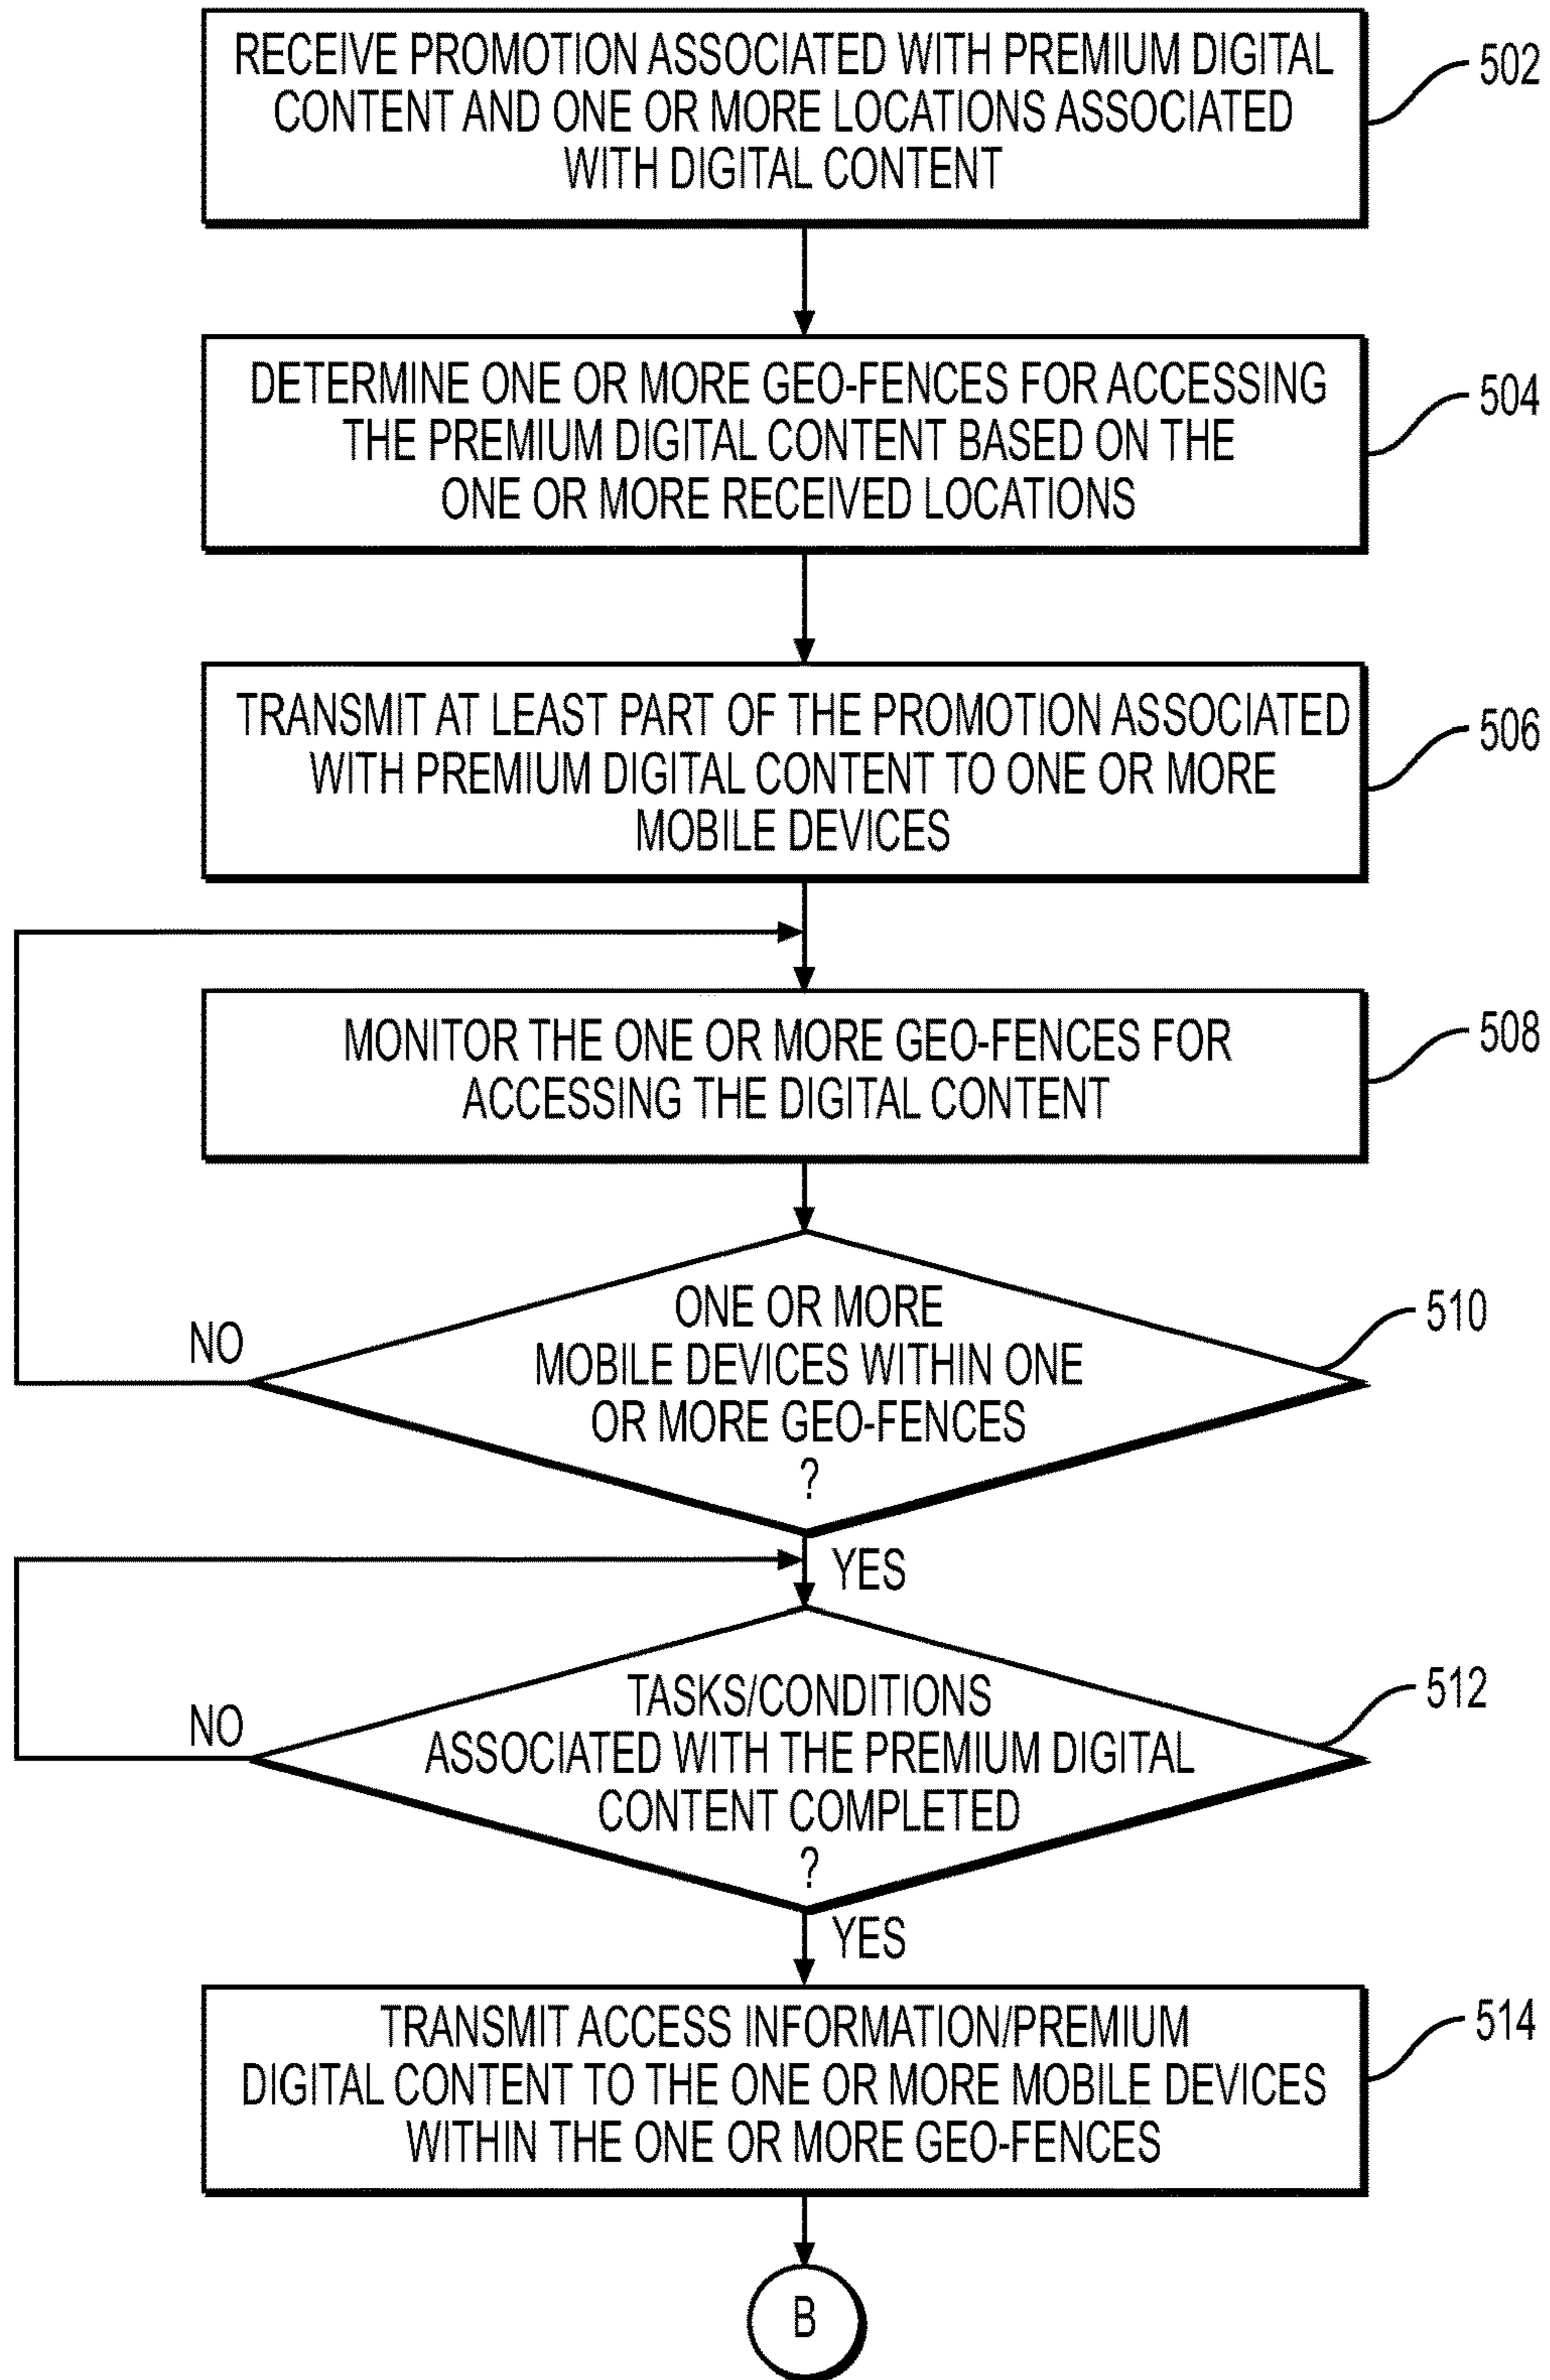 RECEIVE PROMOTION ASSOCIATED WITH PREMIUM DIGITAL
CONTENT AND ONE OR MORE LOCATIONS ASSOCIATED
WITH DIGITAL CONTENT
502
DETERMINE ONE OR MORE GEO-FENCES FOR ACCESSING
THE PREMIUM DIGITAL CONTENT BASED ON THE
ONE OR MORE RECEIVED LOCATIONS
504
TRANSMIT AT LEAST PART OF THE PROMOTION ASSOCIATED
WITH PREMIUM DIGITAL CONTENT TO ONE OR MORE
MOBILE DEVICES
506
MONITOR THE ONE OR MORE GEO-FENCES FOR
ACCESSING THE DIGITAL CONTENT
508
ONE OR MORE
MOBILE DEVICES WITHIN ONE
OR MORE GEO-FENCES
?
510
NO
YES
TASKS/CONDITIONS
ASSOCIATED WITH THE PREMIUM DIGITAL
CONTENT COMPLETED
?
512
NO
YES
TRANSMIT ACCESS INFORMATION/PREMIUM
DIGITAL CONTENT TO THE ONE OR MORE MOBILE DEVICES
WITHIN THE ONE OR MORE GEO-FENCES
514
B